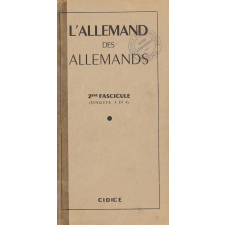 L'ALLEMAND
DES
ALLEMANDS
2ME FASCICULE
CIDICE